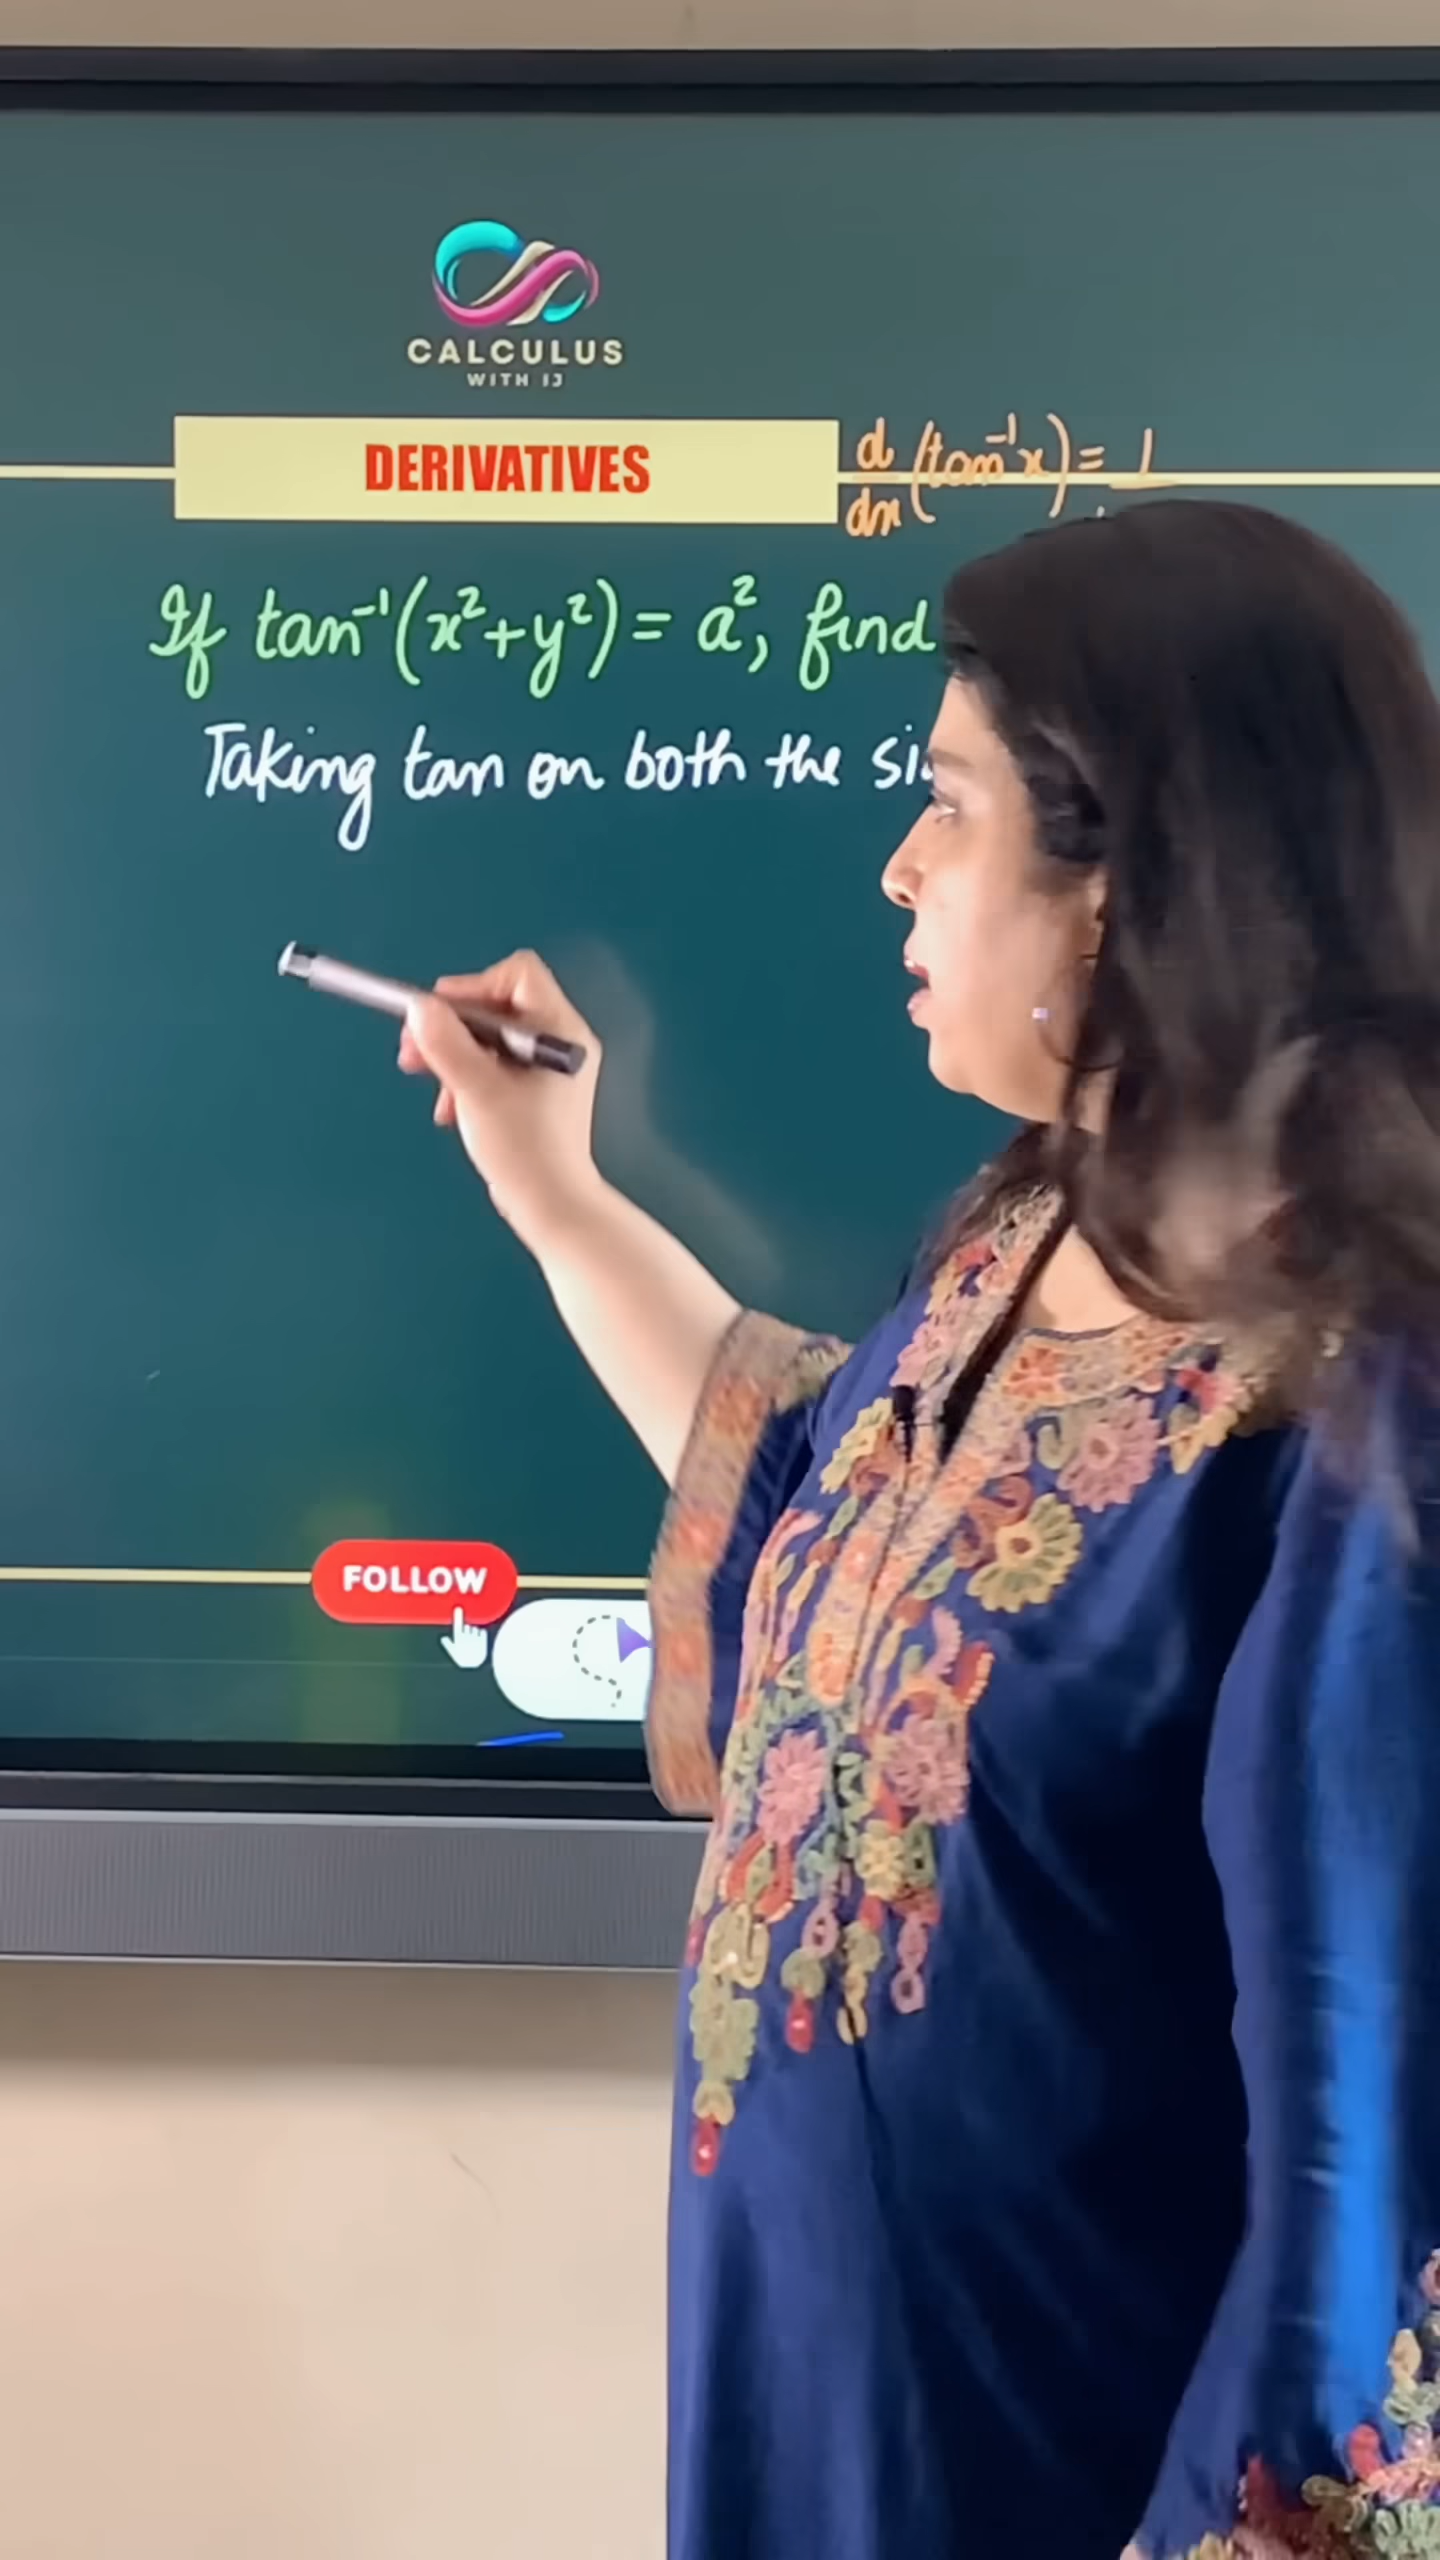 CALCULUS
WITH IJ
DERIVATIVES
d/dx (tan⁻¹x) = 1
If tan⁻¹(x²+y²) = a², find
Taking tan on both the
FOLLOW